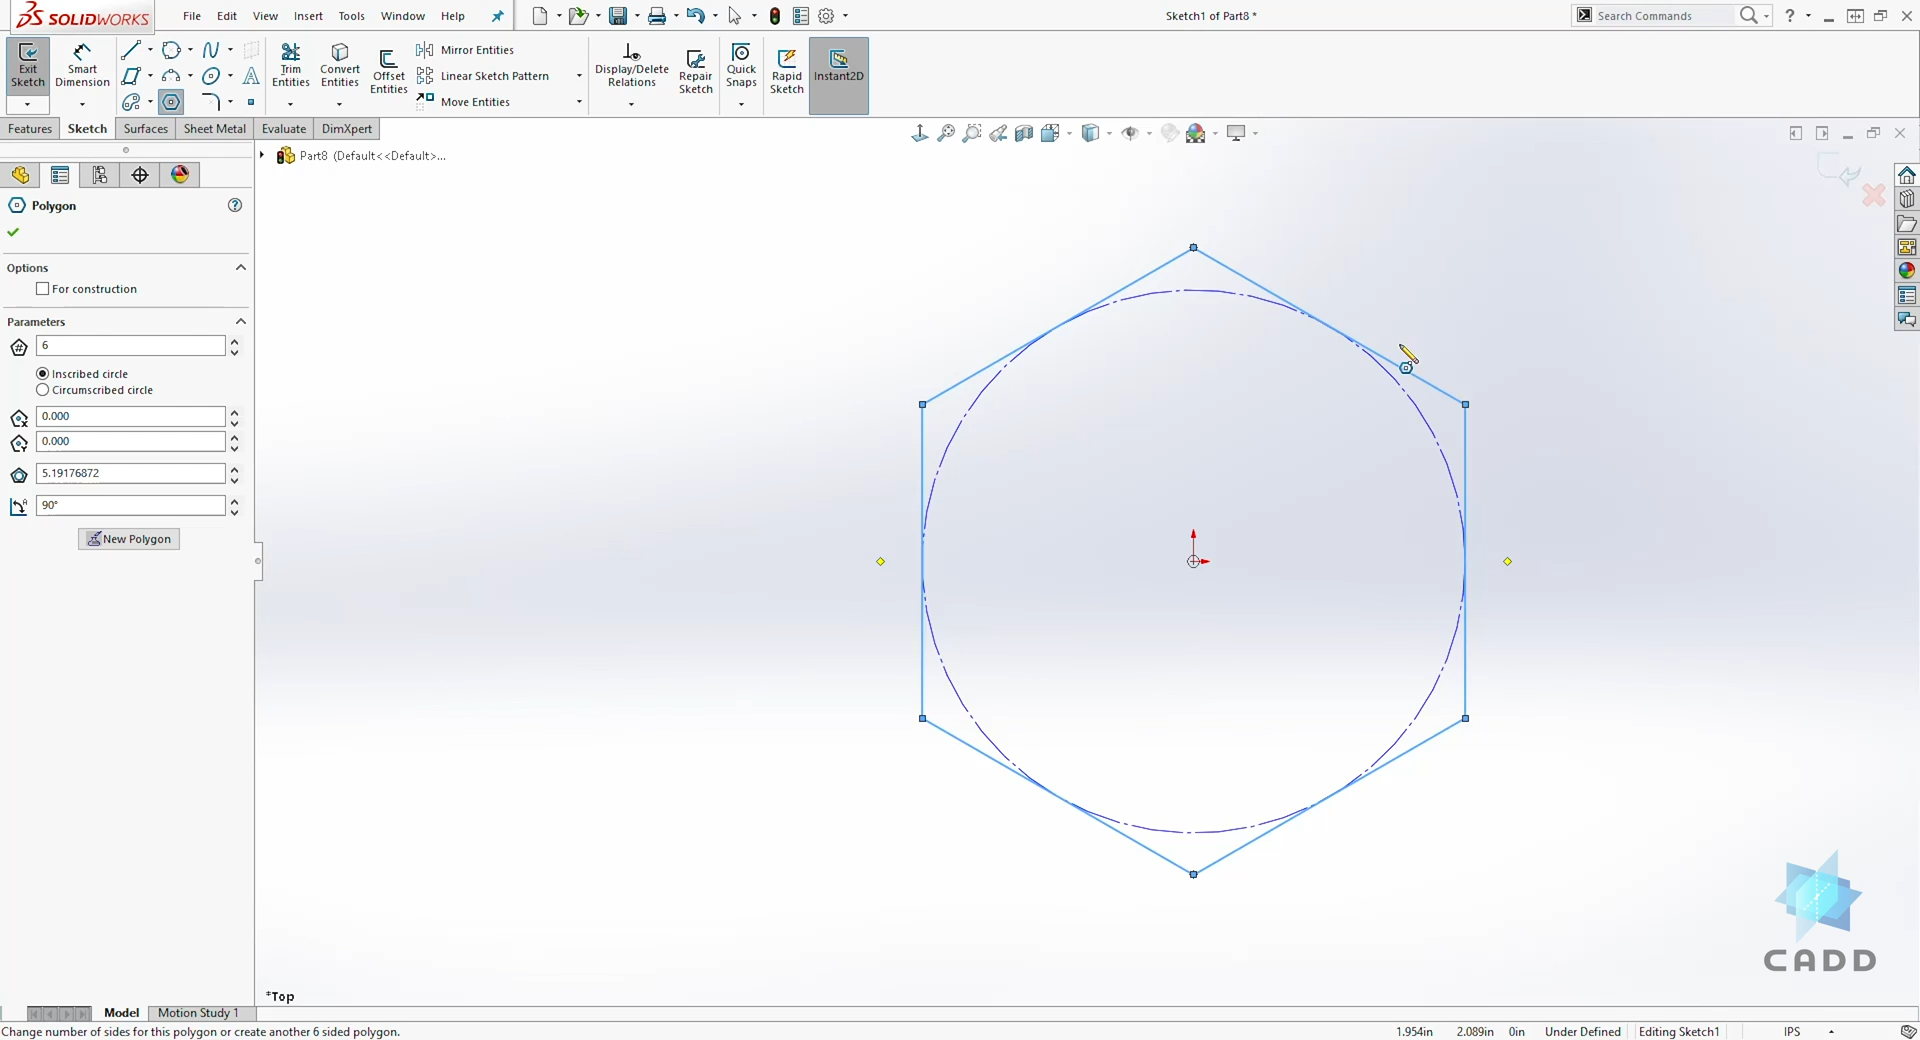 SOLIDWORKS File Edit View Insert Tools Window Help Sketch1 of Part8 * Search Commands ?
Exit Sketch
Smart Dimension
Trim Entities
Convert Entities
Offset Entities
Mirror Entities
Linear Sketch Pattern
Move Entities
Display/Delete Relations
Repair Sketch
Quick Snaps
Rapid Sketch
Instant2D
Features Sketch Surfaces Sheet Metal Evaluate DimXpert
Part8 (Default<<Default>...
Polygon ?
Options
For construction
Parameters
6
Inscribed circle
Circumscribed circle
0.000
0.000
5.19176872
90°
New Polygon
CADD
*Top
Model Motion Study 1
Change number of sides for this polygon or create another 6 sided polygon. 1.954in 2.089in 0in Under Defined Editing Sketch1 IPS